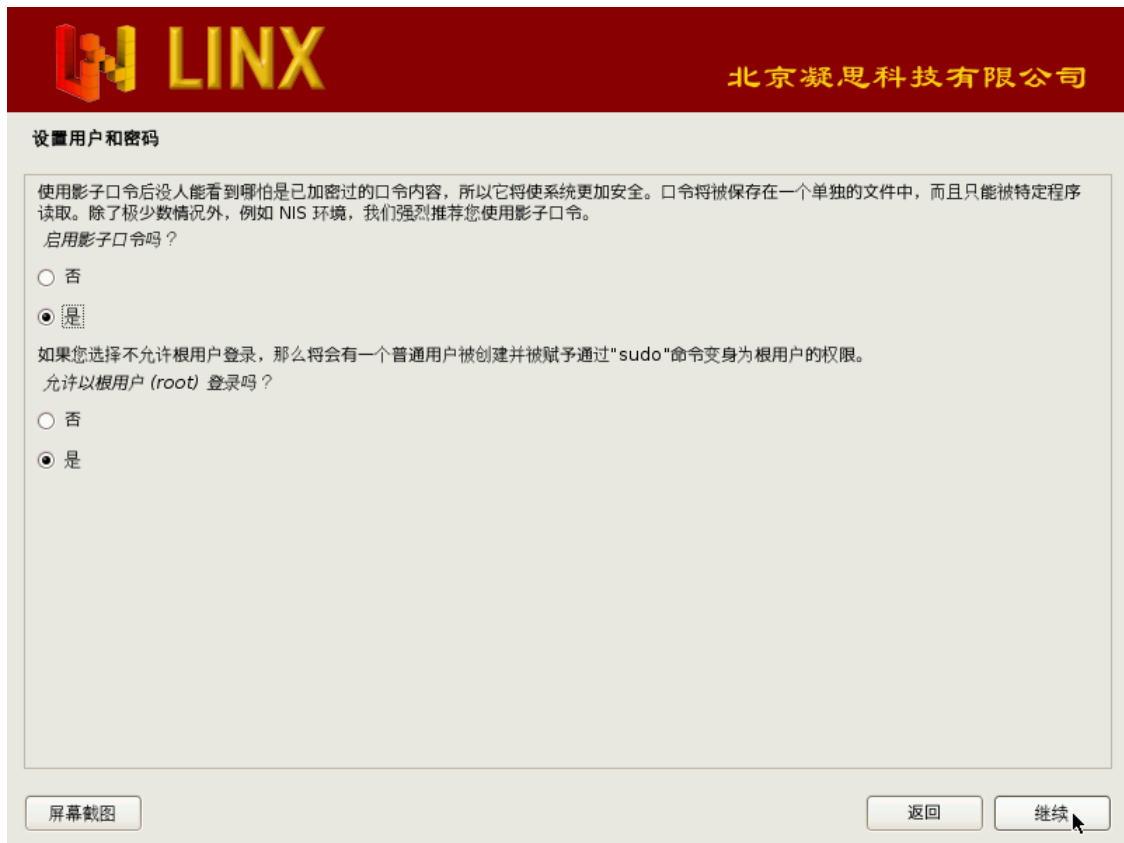 LINX
北京凝思科技有限公司
设置用户和密码
使用影子口令后没人能看到哪怕是已加密过的口令内容，所以它将使系统更加安全。口令将被保存在一个单独的文件中，而且只能被特定程序
读取。除了极少数情况外，例如 NIS 环境，我们强烈推荐您使用影子口令。
启用影子口令吗？
否
是
如果您选择不允许根用户登录，那么将会有一个普通用户被创建并被赋予通过"sudo"命令变身为根用户的权限。
允许以根用户 (root) 登录吗？
否
是
屏幕截图
返回
继续